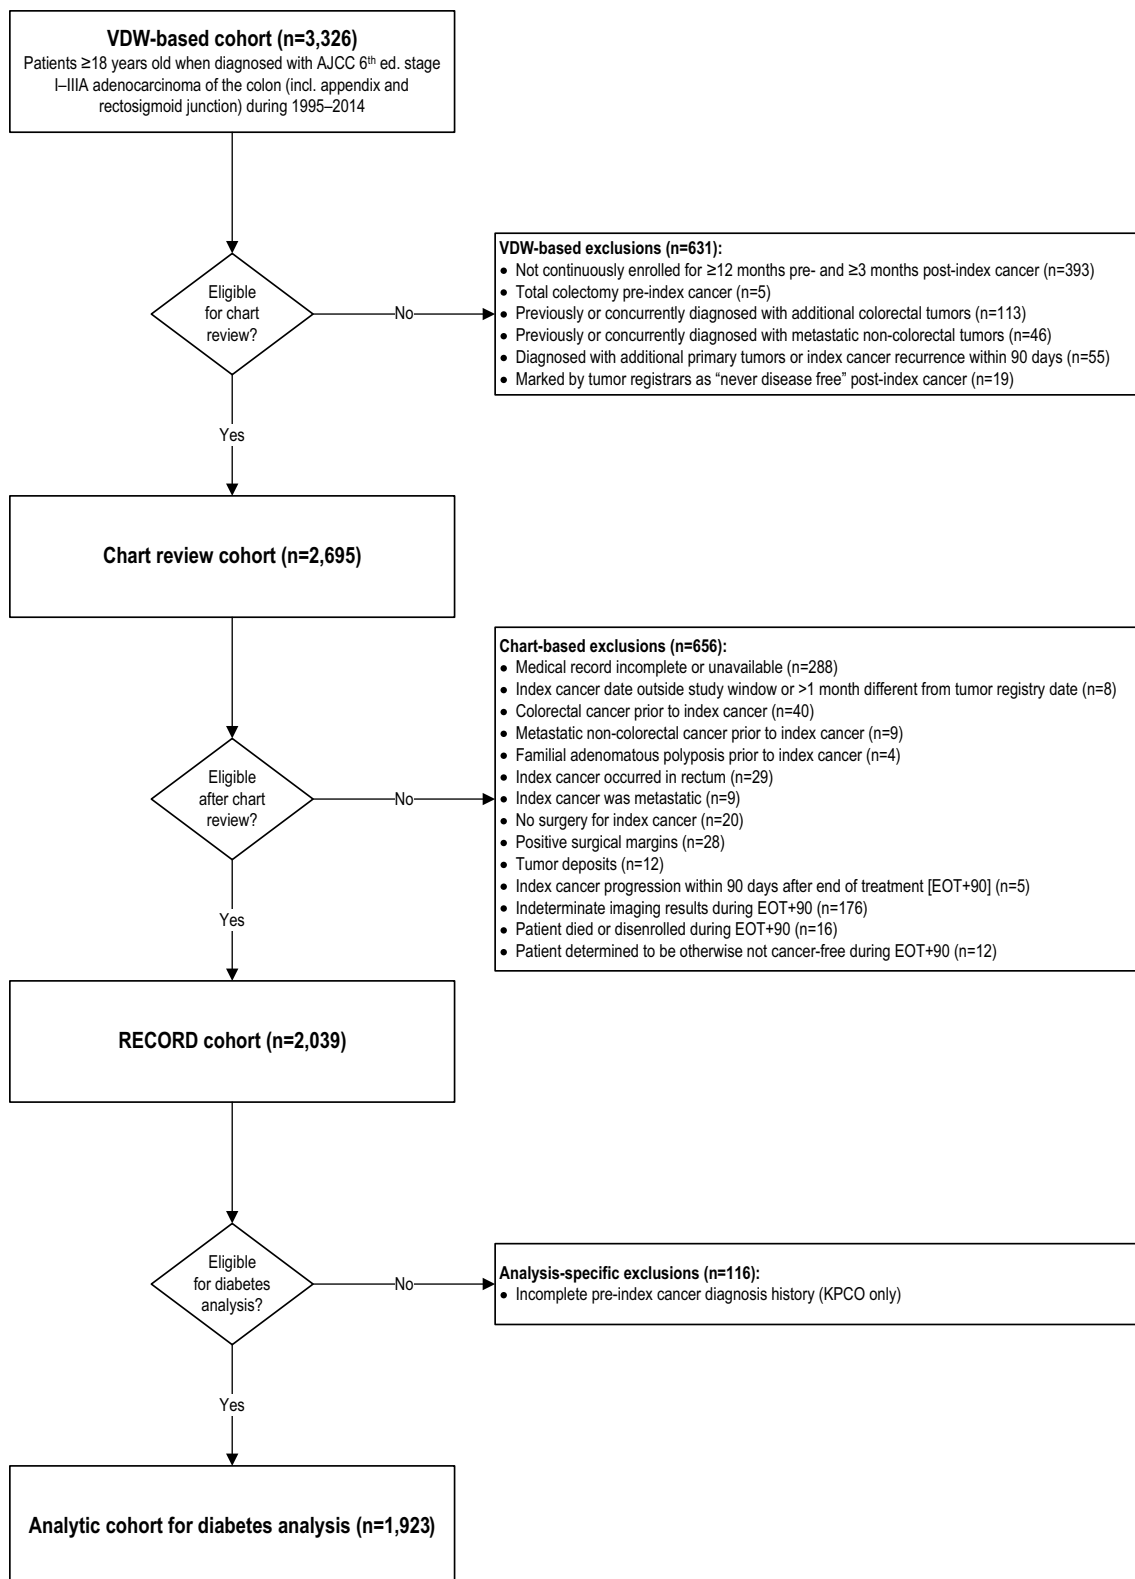 VDW-based cohort (n=3,326)
Patients ≥18 years old when diagnosed with AJCC 6th ed. stage
I–IIIA adenocarcinoma of the colon (incl. appendix and
rectosigmoid junction) during 1995–2014
Eligible
for chart
review?
No
VDW-based exclusions (n=631):
● Not continuously enrolled for ≥12 months pre- and ≥3 months post-index cancer (n=393)
● Total colectomy pre-index cancer (n=5)
● Previously or concurrently diagnosed with additional colorectal tumors (n=113)
● Previously or concurrently diagnosed with metastatic non-colorectal tumors (n=46)
● Diagnosed with additional primary tumors or index cancer recurrence within 90 days (n=55)
● Marked by tumor registrars as “never disease free” post-index cancer (n=19)
Yes
Chart review cohort (n=2,695)
Eligible
after chart
review?
No
Chart-based exclusions (n=656):
● Medical record incomplete or unavailable (n=288)
● Index cancer date outside study window or >1 month different from tumor registry date (n=8)
● Colorectal cancer prior to index cancer (n=40)
● Metastatic non-colorectal cancer prior to index cancer (n=9)
● Familial adenomatous polyposis prior to index cancer (n=4)
● Index cancer occurred in rectum (n=29)
● Index cancer was metastatic (n=9)
● No surgery for index cancer (n=20)
● Positive surgical margins (n=28)
● Tumor deposits (n=12)
● Index cancer progression within 90 days after end of treatment [EOT+90] (n=5)
● Indeterminate imaging results during EOT+90 (n=176)
● Patient died or disenrolled during EOT+90 (n=16)
● Patient determined to be otherwise not cancer-free during EOT+90 (n=12)
Yes
RECORD cohort (n=2,039)
Eligible
for diabetes
analysis?
No
Analysis-specific exclusions (n=116):
● Incomplete pre-index cancer diagnosis history (KPCO only)
Yes
Analytic cohort for diabetes analysis (n=1,923)